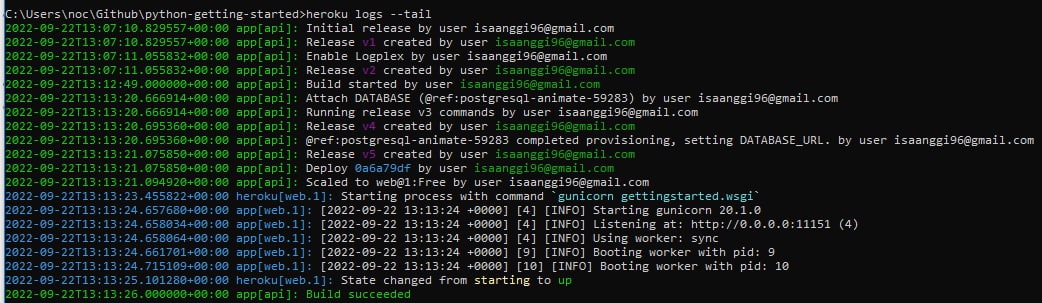 C:\Users\noc\Github\python-getting-started>heroku logs --tail
2022-09-22T13:07:10.829557+00:00 app[api]: Initial release by user isaanggi96@gmail.com
2022-09-22T13:07:10.829557+00:00 app[api]: Release v1 created by user isaanggi96@gmail.com
2022-09-22T13:07:11.055832+00:00 app[api]: Enable Logplex by user isaanggi96@gmail.com
2022-09-22T13:07:11.055832+00:00 app[api]: Release v2 created by user isaanggi96@gmail.com
2022-09-22T13:12:49.000000+00:00 app[api]: Build started by user isaanggi96@gmail.com
2022-09-22T13:13:20.666914+00:00 app[api]: Attach DATABASE (@ref:postgresql-animate-59283) by user isaanggi96@gmail.com
2022-09-22T13:13:20.666914+00:00 app[api]: Running release v3 commands by user isaanggi96@gmail.com
2022-09-22T13:13:20.695360+00:00 app[api]: Release v4 created by user isaanggi96@gmail.com
2022-09-22T13:13:20.695360+00:00 app[api]: @ref:postgresql-animate-59283 completed provisioning, setting DATABASE_URL. by user isaanggi96@gmail.com
2022-09-22T13:13:21.075850+00:00 app[api]: Release v5 created by user isaanggi96@gmail.com
2022-09-22T13:13:21.075850+00:00 app[api]: Deploy 0a6a79df by user isaanggi96@gmail.com
2022-09-22T13:13:21.094920+00:00 app[api]: Scaled to web@1:Free by user isaanggi96@gmail.com
2022-09-22T13:13:23.455822+00:00 heroku[web.1]: Starting process with command `gunicorn gettingstarted.wsgi`
2022-09-22T13:13:24.657680+00:00 app[web.1]: [2022-09-22 13:13:24 +0000] [4] [INFO] Starting gunicorn 20.1.0
2022-09-22T13:13:24.658034+00:00 app[web.1]: [2022-09-22 13:13:24 +0000] [4] [INFO] Listening at: http://0.0.0.0:11151 (4)
2022-09-22T13:13:24.658064+00:00 app[web.1]: [2022-09-22 13:13:24 +0000] [4] [INFO] Using worker: sync
2022-09-22T13:13:24.661701+00:00 app[web.1]: [2022-09-22 13:13:24 +0000] [9] [INFO] Booting worker with pid: 9
2022-09-22T13:13:24.715109+00:00 app[web.1]: [2022-09-22 13:13:24 +0000] [10] [INFO] Booting worker with pid: 10
2022-09-22T13:13:25.101280+00:00 heroku[web.1]: State changed from starting to up
2022-09-22T13:13:26.000000+00:00 app[api]: Build succeeded